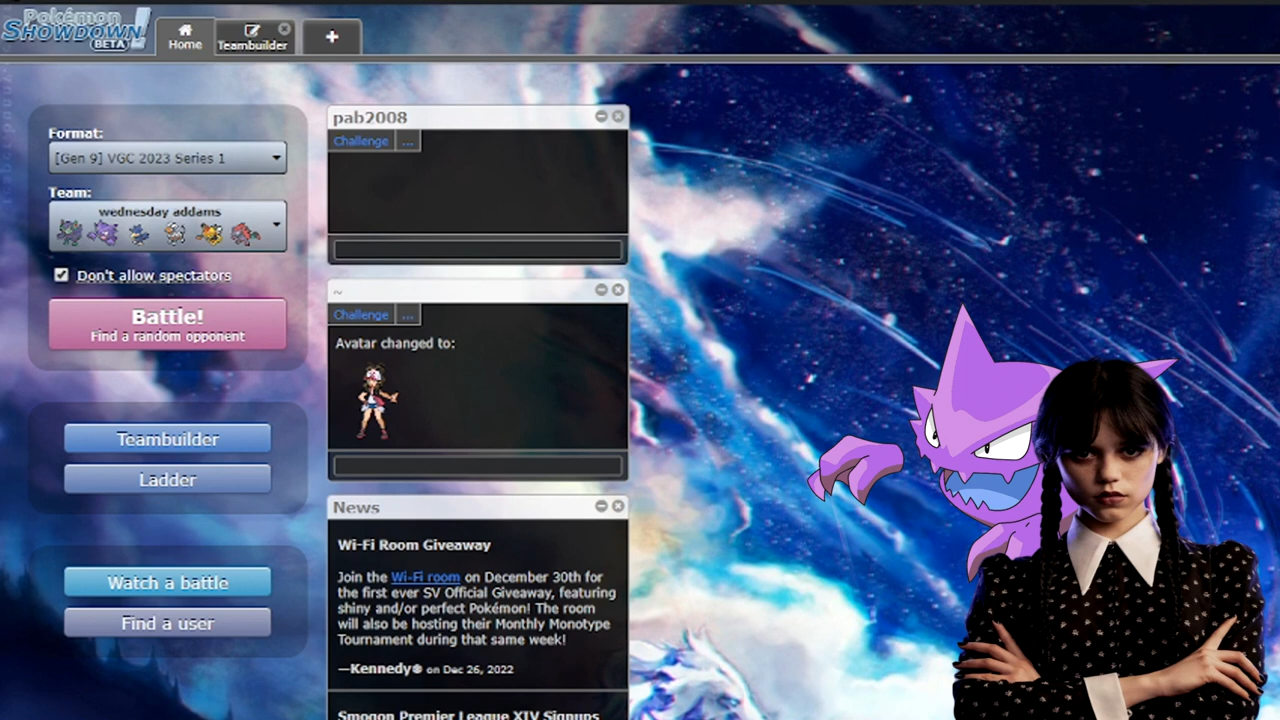 Pokémon
SHOWDOWN!
BETA
Home
Teambuilder
+
Format:
[Gen 9] VGC 2023 Series 1
Team:
wednesday addams
Don't allow spectators
Battle!
Find a random opponent
Teambuilder
Ladder
Watch a battle
Find a user
pab2008
Challenge
...
~
Challenge
...
Avatar changed to:
News
Wi-Fi Room Giveaway
Join the Wi-Fi room on December 30th for
the first ever SV Official Giveaway, featuring
shiny and/or perfect Pokémon! The room
will also be hosting their Monthly Monotype
Tournament during that same week!
—Kennedy on Dec 26, 2022
Smogon Premier League XIV Signups